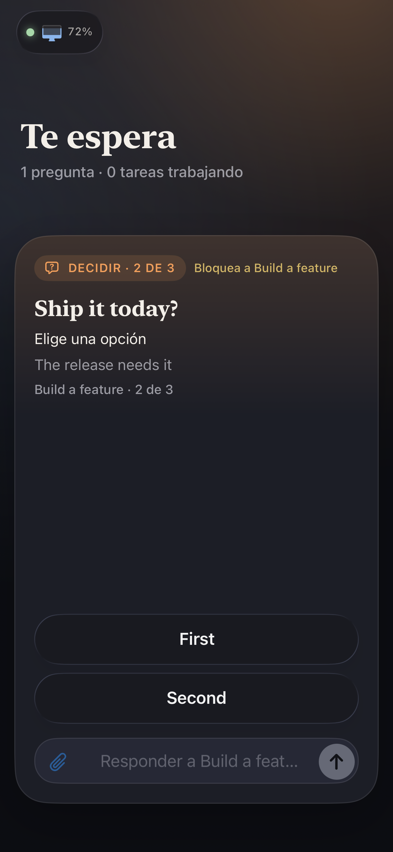 72%
Te espera
1 pregunta · 0 tareas trabajando
DECIDIR · 2 DE 3 Bloquea a Build a feature
Ship it today?
Elige una opción
The release needs it
Build a feature · 2 de 3
First
Second
Responder a Build a feat...